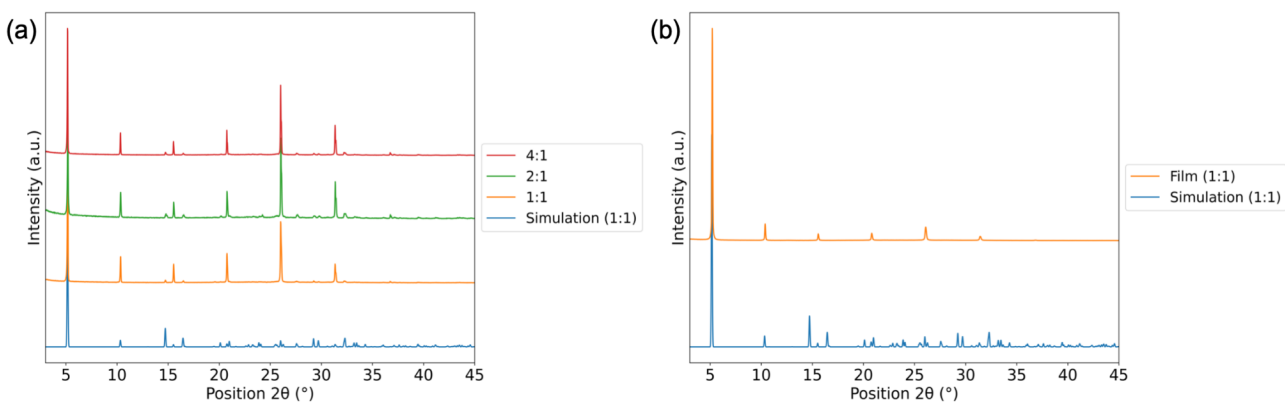 (a)
Intensity (a.u.)
5 10 15 20 25 30 35 40 45
Position 2θ (°)
4:1
2:1
1:1
Simulation (1:1)
(b)
Intensity (a.u.)
5 10 15 20 25 30 35 40 45
Position 2θ (°)
Film (1:1)
Simulation (1:1)